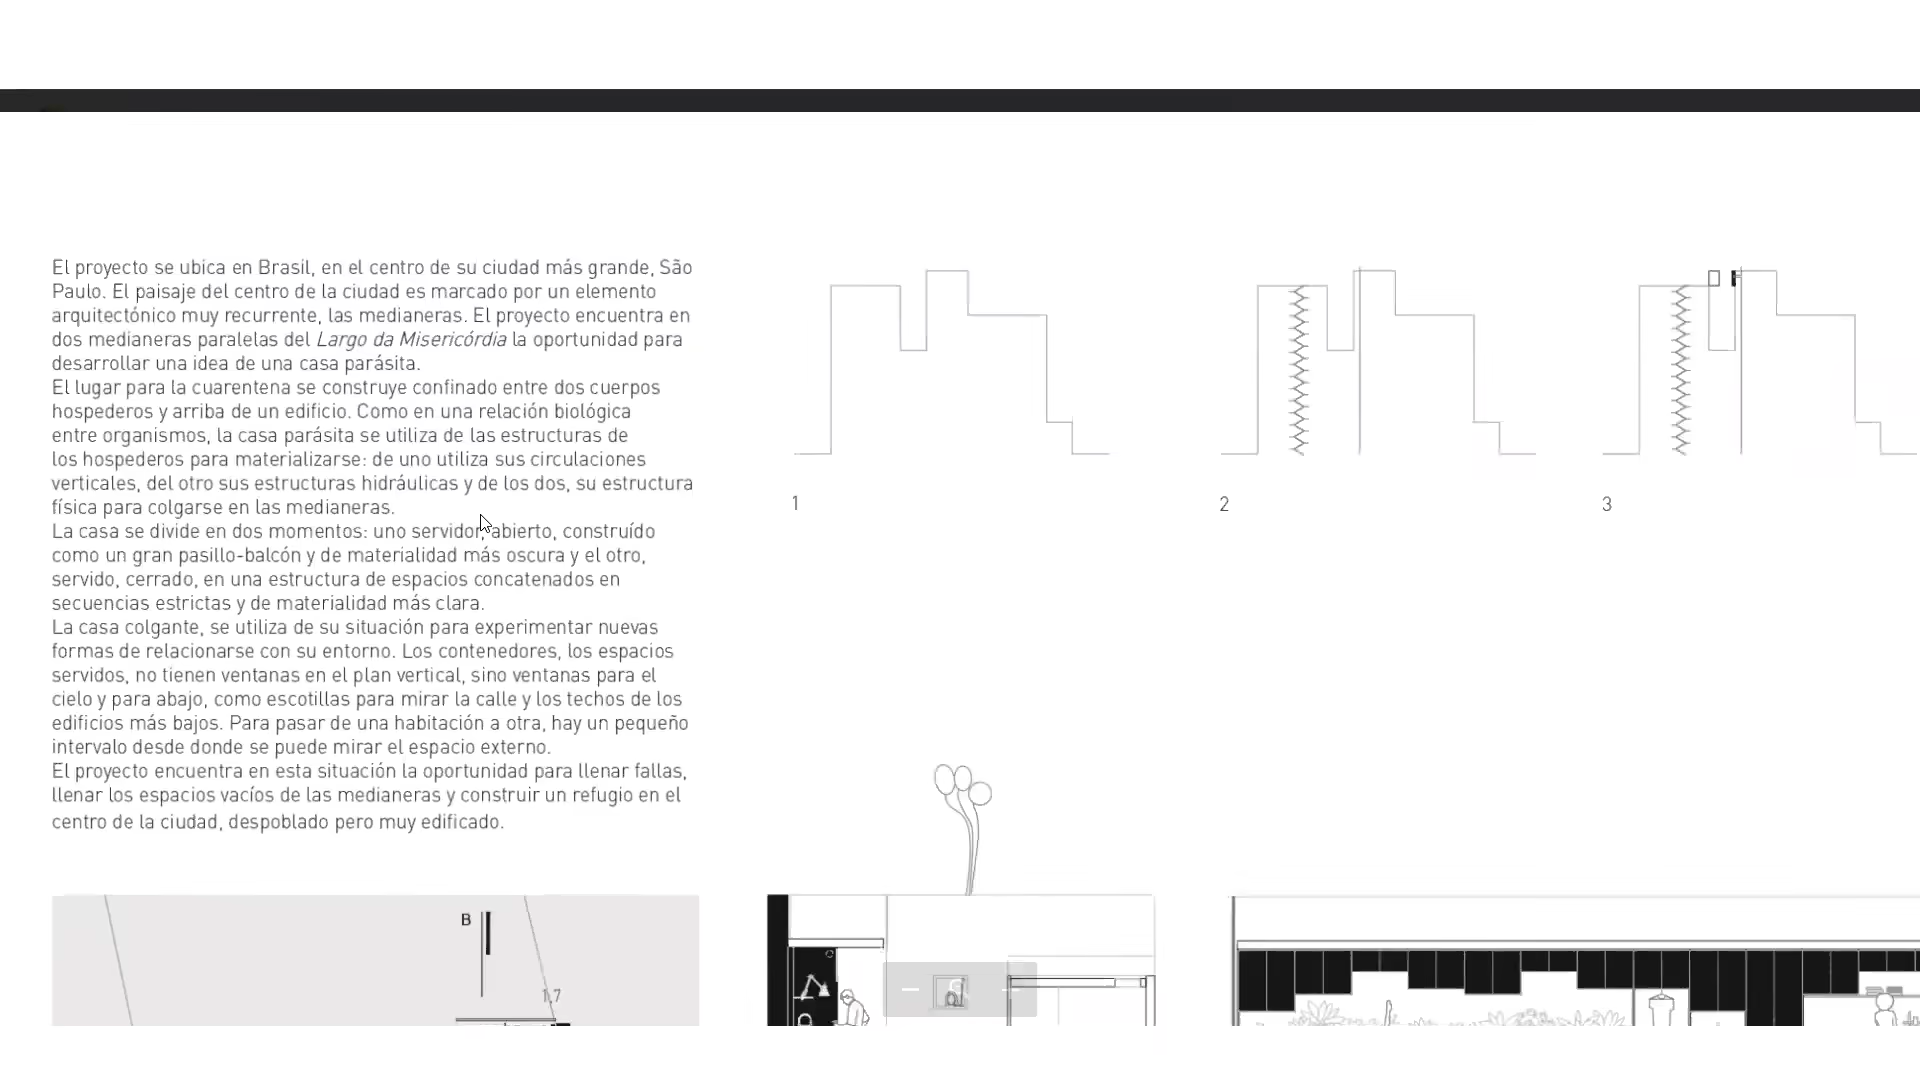 El proyecto se ubica en Brasil, en el centro de su ciudad más grande, São
Paulo. El paisaje del centro de la ciudad es marcado por un elemento
arquitectónico muy recurrente, las medianeras. El proyecto encuentra en
dos medianeras paralelas del Largo da Misericórdia la oportunidad para
desarrollar una idea de una casa parásita.
El lugar para la cuarentena se construye confinado entre dos cuerpos
hospederos y arriba de un edificio. Como en una relación biológica
entre organismos, la casa parásita se utiliza de las estructuras de
los hospederos para materializarse: de uno utiliza sus circulaciones
verticales, del otro sus estructuras hidráulicas y de los dos, su estructura
física para colgarse en las medianeras.
La casa se divide en dos momentos: uno servidor, abierto, construído
como un gran pasillo-balcón y de materialidad más oscura y el otro,
servido, cerrado, en una estructura de espacios concatenados en
secuencias estrictas y de materialidad más clara.
La casa colgante, se utiliza de su situación para experimentar nuevas
formas de relacionarse con su entorno. Los contenedores, los espacios
servidos, no tienen ventanas en el plan vertical, sino ventanas para el
cielo y para abajo, como escotillas para mirar la calle y los techos de los
edificios más bajos. Para pasar de una habitación a otra, hay un pequeño
intervalo desde donde se puede mirar el espacio externo.
El proyecto encuentra en esta situación la oportunidad para llenar fallas,
llenar los espacios vacíos de las medianeras y construir un refugio en el
centro de la ciudad, despoblado pero muy edificado.
1
2
3
B
1,7